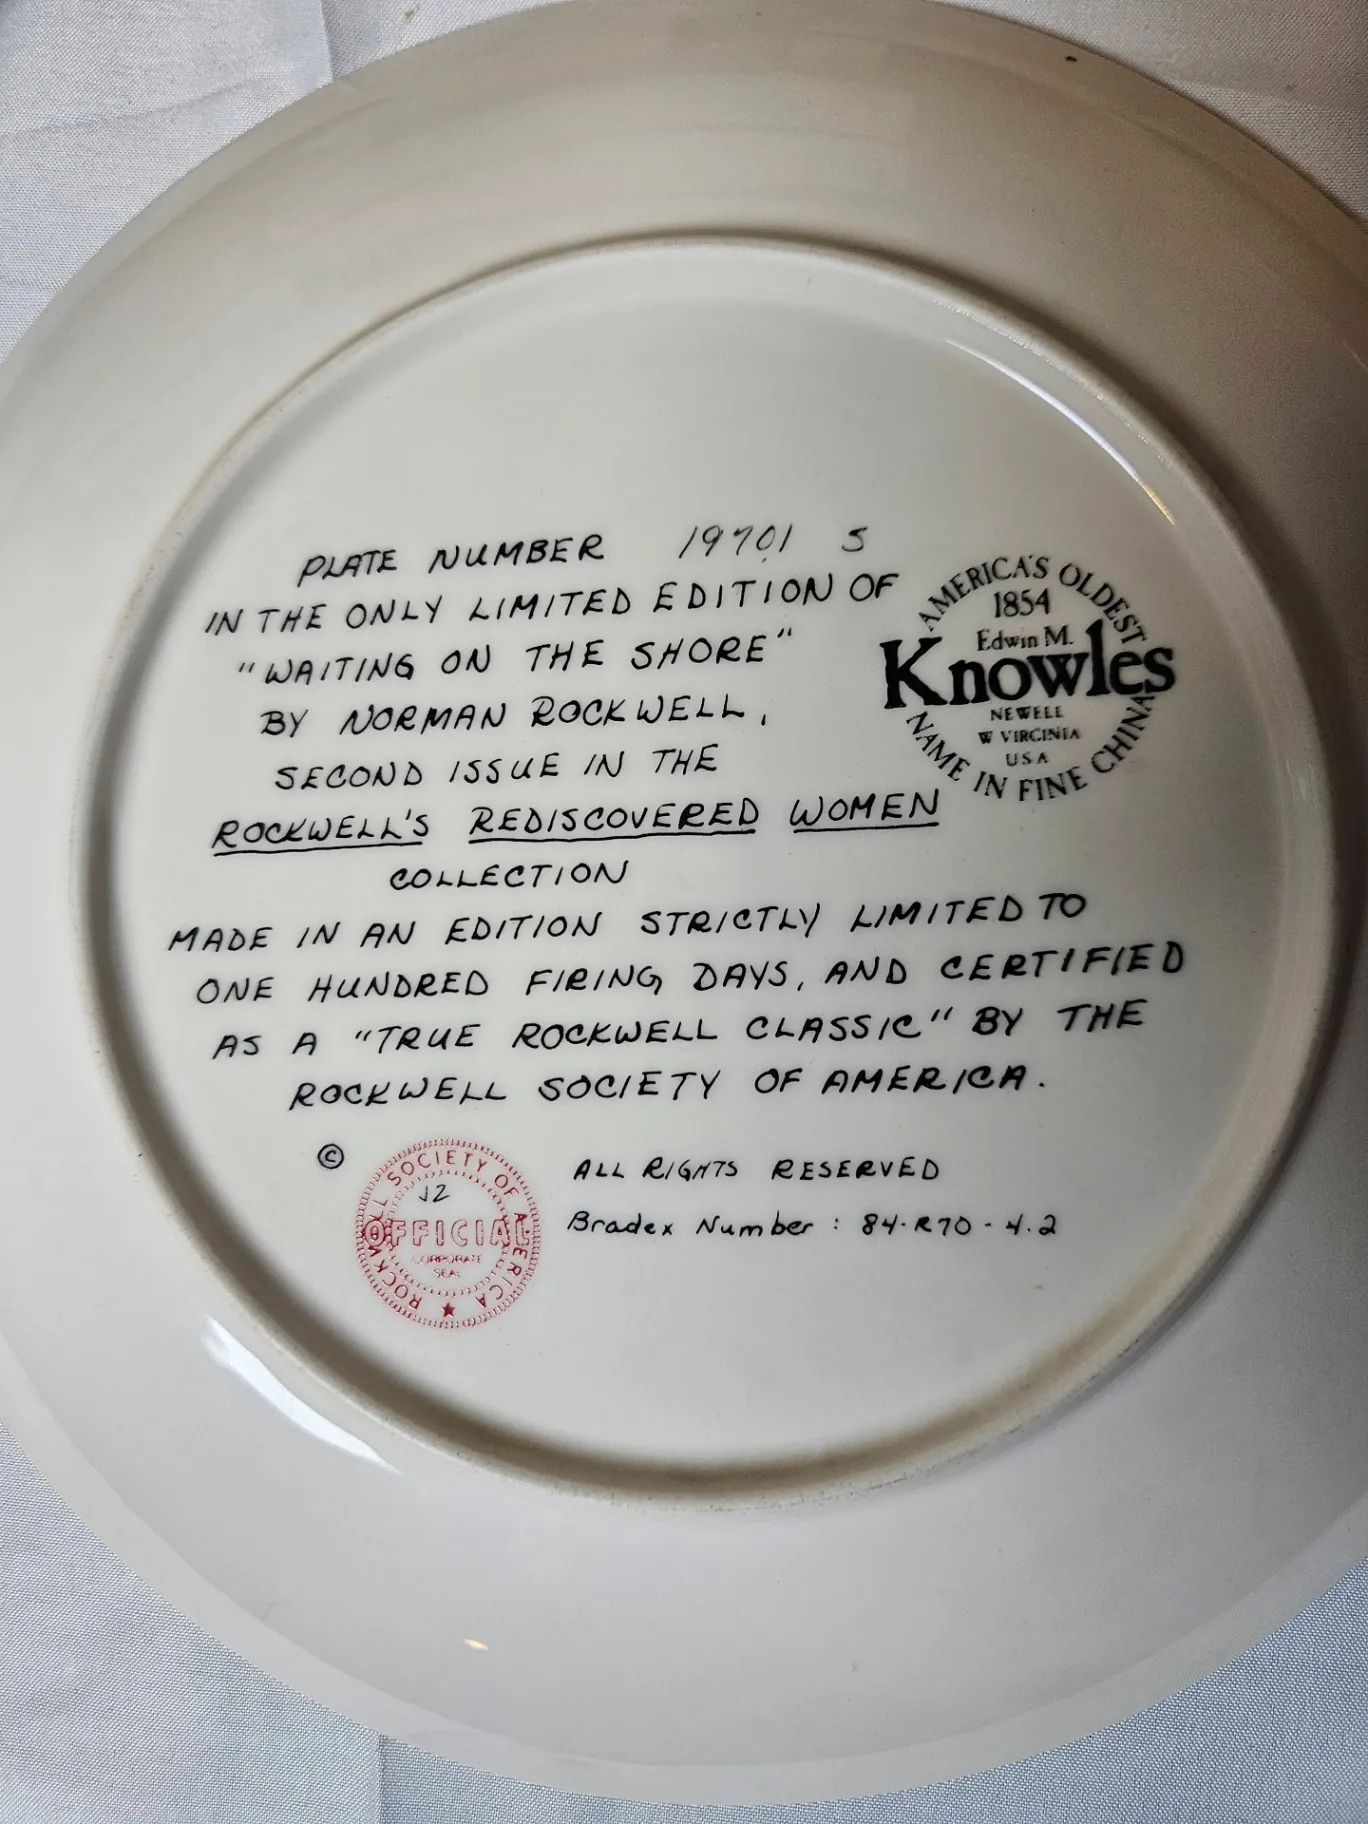 PLATE NUMBER 19701 S
IN THE ONLY LIMITED EDITION OF
"WAITING ON THE SHORE"
BY NORMAN ROCKWELL,
SECOND ISSUE IN THE
ROCKWELL'S REDISCOVERED WOMEN
COLLECTION
MADE IN AN EDITION STRICTLY LIMITED TO
ONE HUNDRED FIRING DAYS, AND CERTIFIED
AS A "TRUE ROCKWELL CLASSIC" BY THE
ROCKWELL SOCIETY OF AMERICA.
AMERICA'S OLDEST
1854
Edwin M.
Knowles
NEWELL
W VIRGINIA
USA
NAME IN FINE CHINA
©
ROCKWELL SOCIETY OF AMERICA
J2
OFFICIAL
CORPORATE
SEAL
ALL RIGHTS RESERVED
Bradex Number: 84-R70-4.2